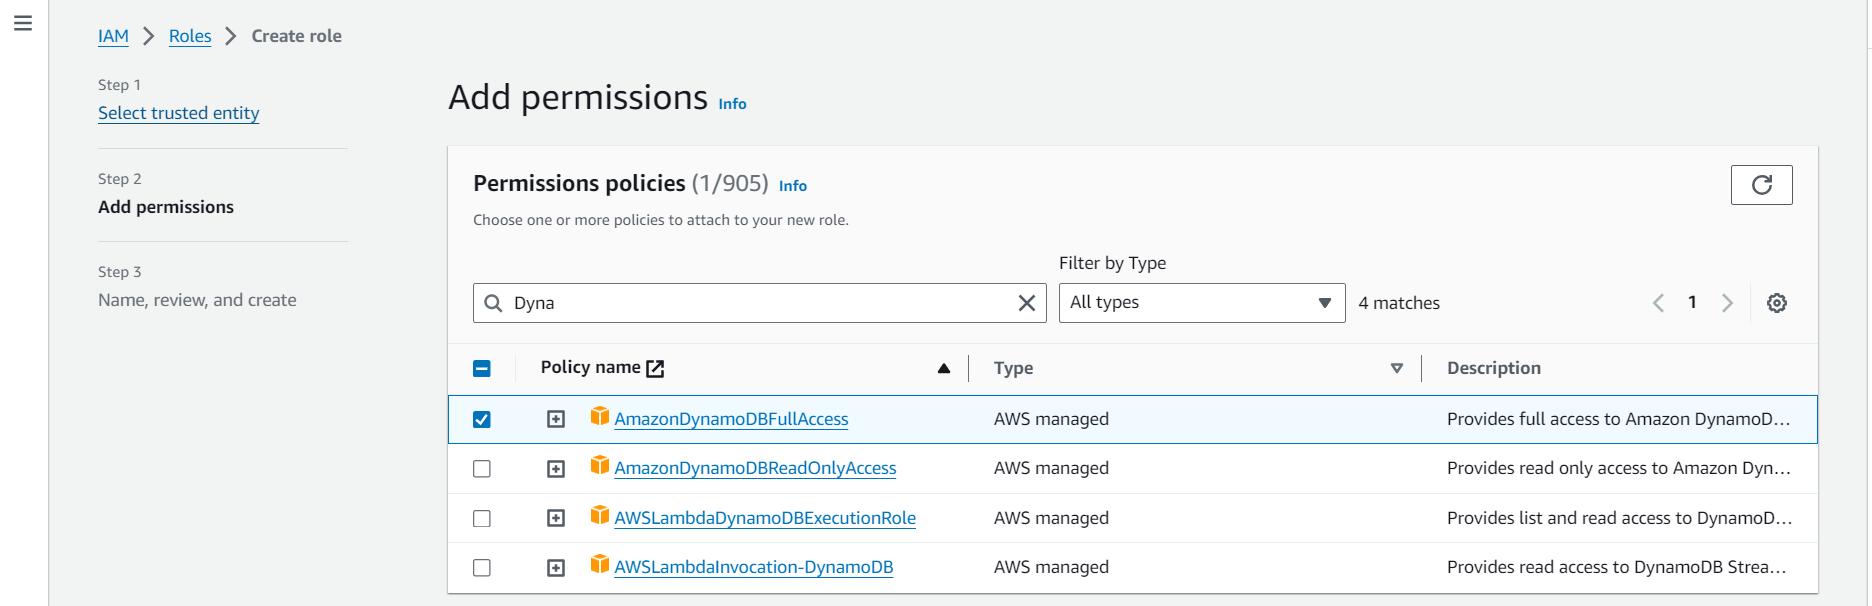 IAM > Roles > Create role
Step 1
Select trusted entity
Step 2
Add permissions
Step 3
Name, review, and create
Add permissions Info
Permissions policies (1/905) Info
Choose one or more policies to attach to your new role.
Filter by Type
Dyna
All types
4 matches
1
Policy name Type Description
AmazonDynamoDBFullAccess AWS managed Provides full access to Amazon DynamoD...
AmazonDynamoDBReadOnlyAccess AWS managed Provides read only access to Amazon Dyn...
AWSLambdaDynamoDBExecutionRole AWS managed Provides list and read access to DynamoD...
AWSLambdaInvocation-DynamoDB AWS managed Provides read access to DynamoDB Strea...